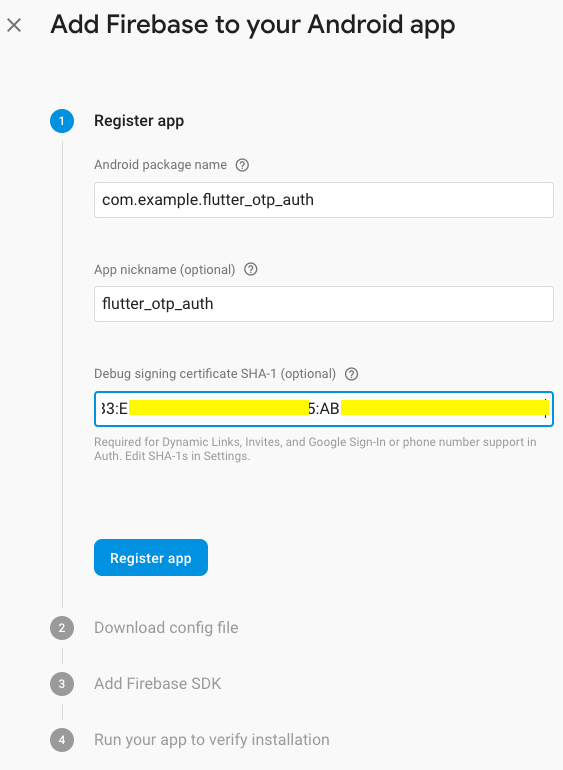 Add Firebase to your Android app
1
Register app
Android package name
com.example.flutter_otp_auth
App nickname (optional)
flutter_otp_auth
Debug signing certificate SHA-1 (optional)
33:E 5:AB
Required for Dynamic Links, Invites, and Google Sign-In or phone number support in
Auth. Edit SHA-1s in Settings.
Register app
2
Download config file
3
Add Firebase SDK
4
Run your app to verify installation